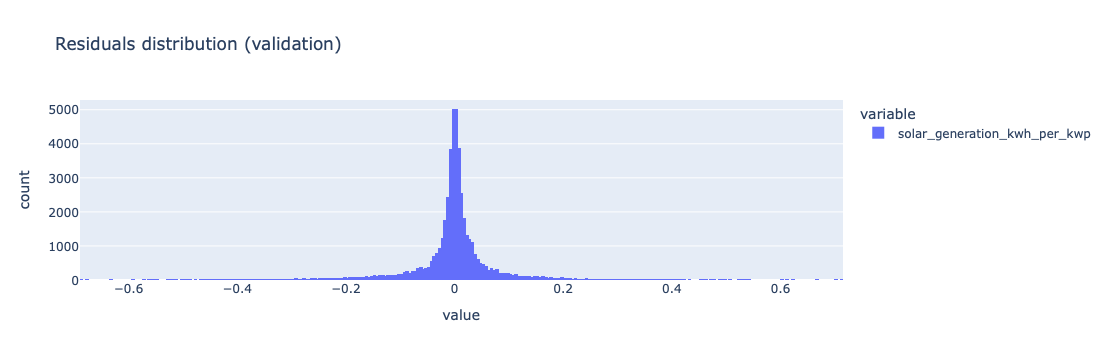 Residuals distribution (validation)
variable
solar_generation_kwh_per_kwp
count
5000
4000
3000
2000
1000
0
−0.6 −0.4 −0.2 0 0.2 0.4 0.6
value